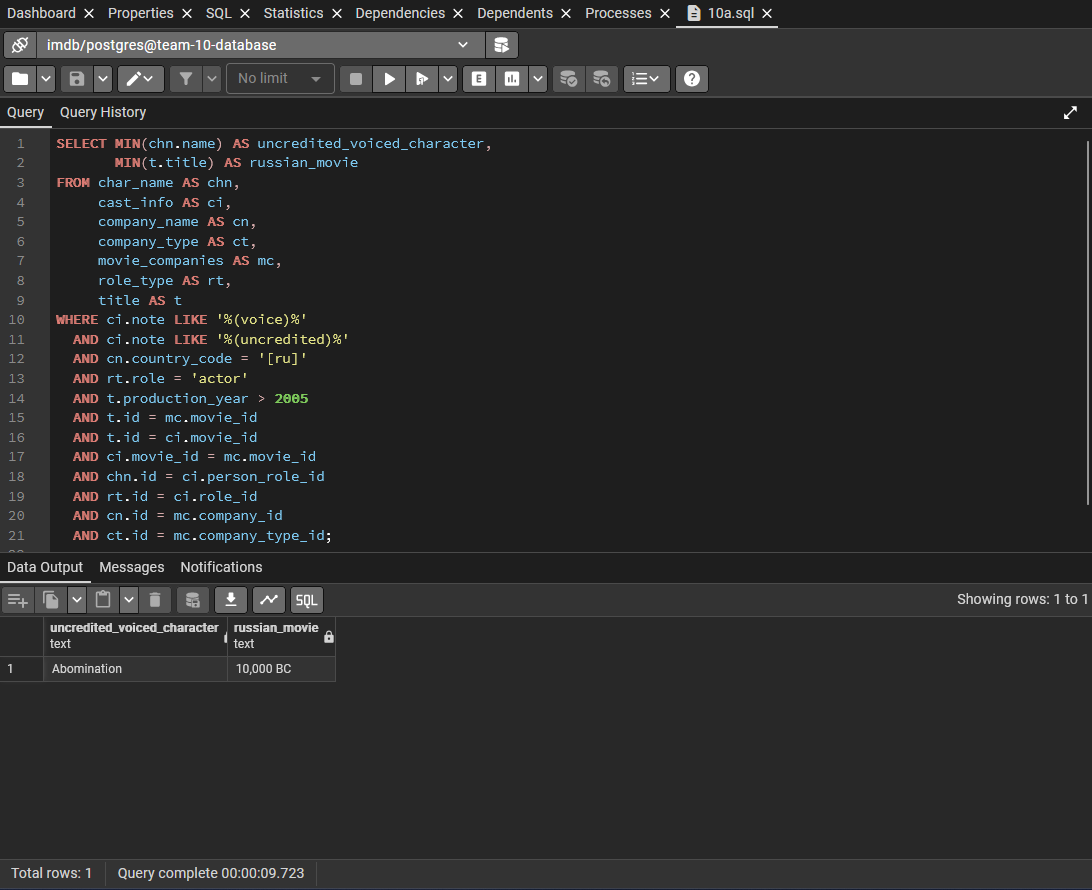 Dashboard Properties SQL Statistics Dependencies Dependents Processes 10a.sql
imdb/postgres@team-10-database
No limit E
Query Query History
1 SELECT MIN(chn.name) AS uncredited_voiced_character,
2 MIN(t.title) AS russian_movie
3 FROM char_name AS chn,
4 cast_info AS ci,
5 company_name AS cn,
6 company_type AS ct,
7 movie_companies AS mc,
8 role_type AS rt,
9 title AS t
10 WHERE ci.note LIKE '%(voice)%'
11 AND ci.note LIKE '%(uncredited)%'
12 AND cn.country_code = '[ru]'
13 AND rt.role = 'actor'
14 AND t.production_year > 2005
15 AND t.id = mc.movie_id
16 AND t.id = ci.movie_id
17 AND ci.movie_id = mc.movie_id
18 AND chn.id = ci.person_role_id
19 AND rt.id = ci.role_id
20 AND cn.id = mc.company_id
21 AND ct.id = mc.company_type_id;
Data Output Messages Notifications
SQL Showing rows: 1 to 1
uncredited_voiced_character russian_movie
text text
1 Abomination 10,000 BC
Total rows: 1 Query complete 00:00:09.723